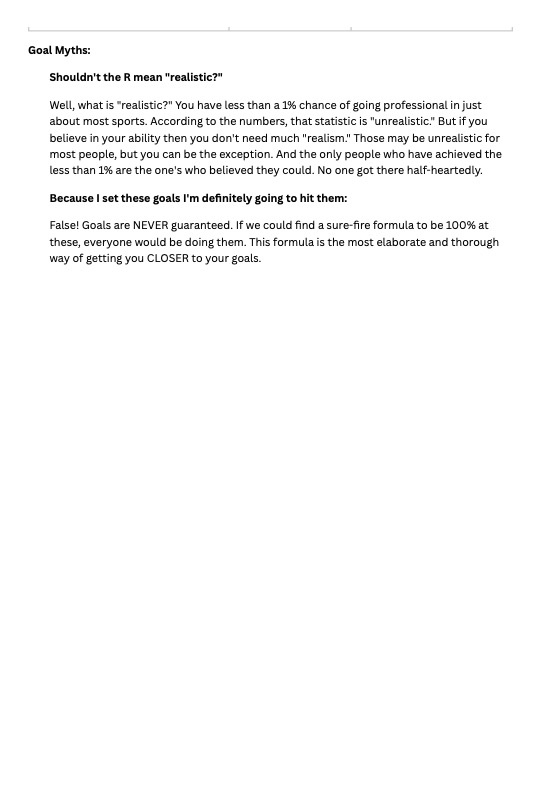 Goal Myths:
Shouldn't the R mean "realistic?"
Well, what is "realistic?" You have less than a 1% chance of going professional in just
about most sports. According to the numbers, that statistic is "unrealistic." But if you
believe in your ability then you don't need much "realism." Those may be unrealistic for
most people, but you can be the exception. And the only people who have achieved the
less than 1% are the one's who believed they could. No one got there half-heartedly.
Because I set these goals I'm definitely going to hit them:
False! Goals are NEVER guaranteed. If we could find a sure-fire formula to be 100% at
these, everyone would be doing them. This formula is the most elaborate and thorough
way of getting you CLOSER to your goals.